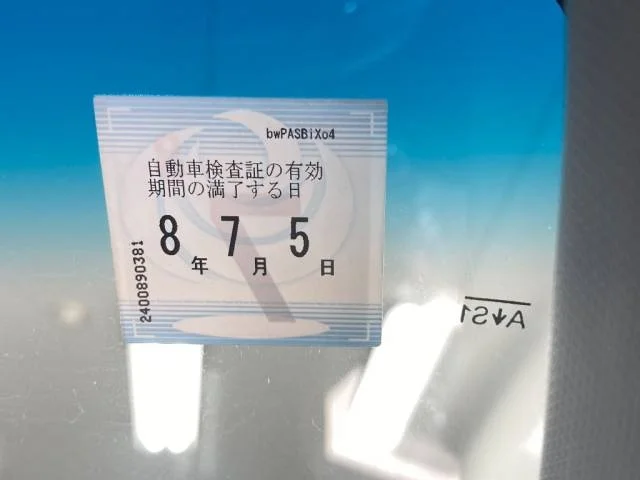 bwPASBiXo4
自動車検査証の有効
期間の満了する日
8年7月5日
2400890381
A↓S1